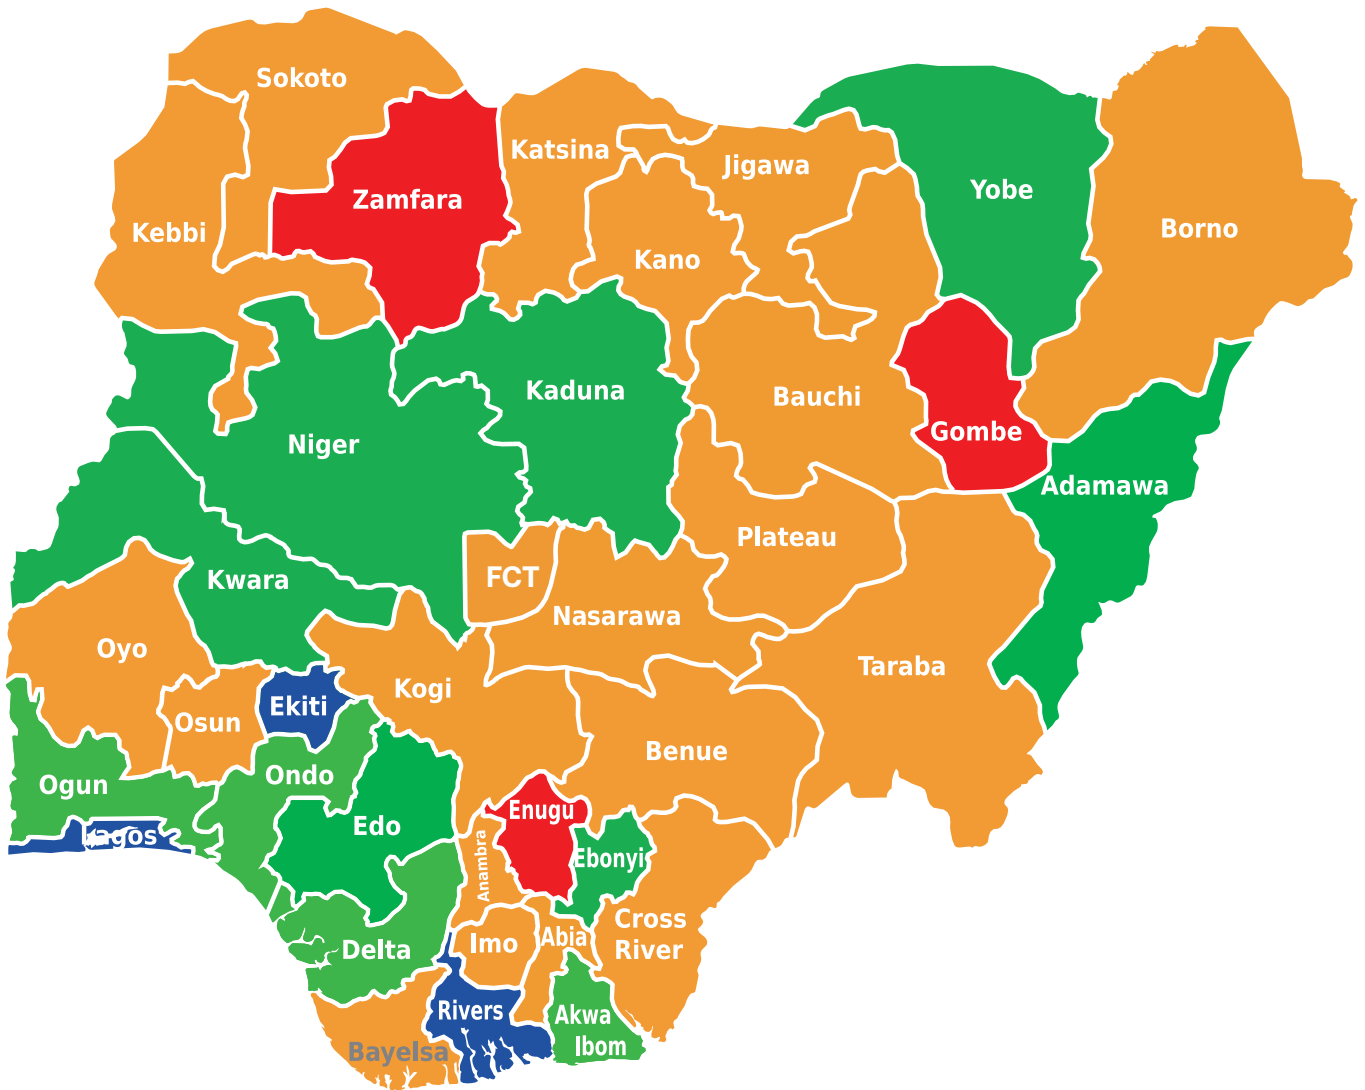 Sokoto
Katsina
Jigawa
Zamfara
Yobe
Kebbi
Borno
Kano
Kaduna
Bauchi
Gombe
Niger
Adamawa
Plateau
FCT
Kwara
Nasarawa
Oyo
Taraba
Kogi
Ekiti
Osun
Benue
Ondo
Ogun
Enugu
Edo
Lagos
Ebonyi
Anambra
Cross
River
Abia
Imo
Delta
Rivers
Akwa
Ibom
Bayelsa